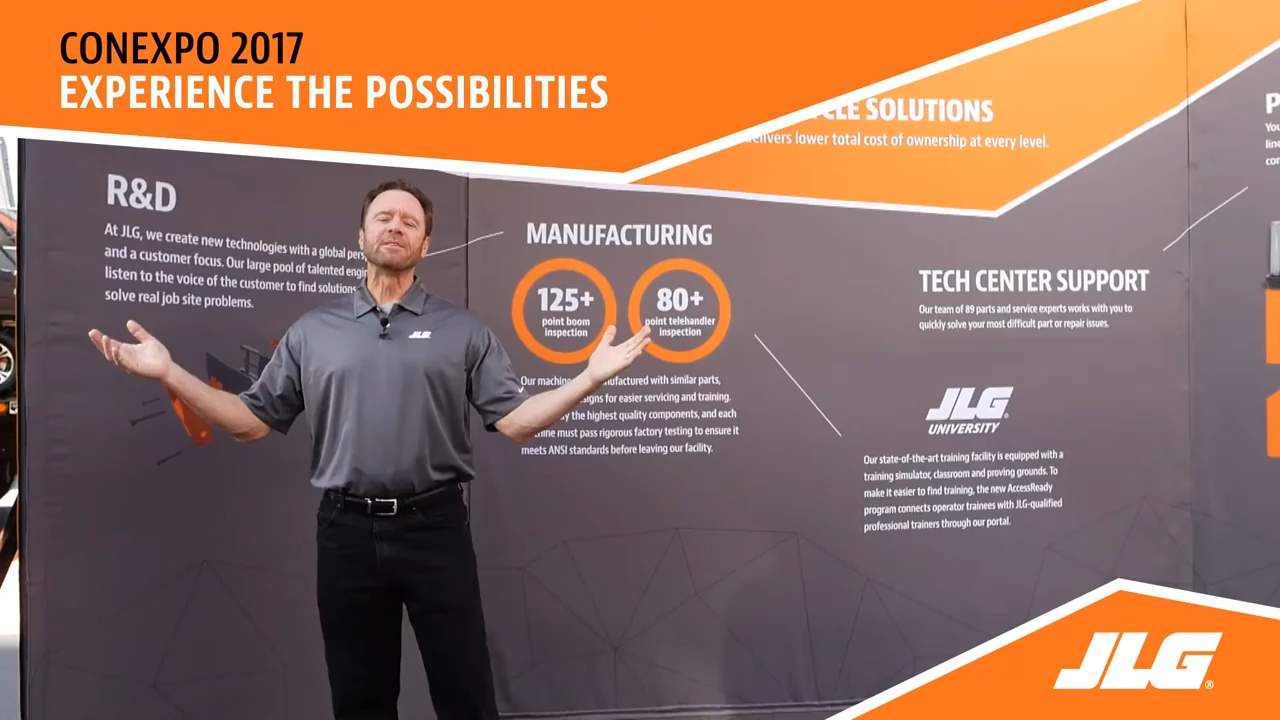 CONEXPO 2017
EXPERIENCE THE POSSIBILITIES
SOLUTIONS
lower total cost of ownership at every level.
R&D
At JLG, we create new technologies with a global
and a customer focus. Our large pool of talented
listen to the voice of the customer to find solutions
solve real job site problems.
JLG
MANUFACTURING
125+
point boom
inspection
80+
point telehandler
inspection
Our with similar parts,
for easier servicing and training.
the highest quality components, and each
must pass rigorous factory testing to ensure it
meets ANSI standards before leaving our facility.
TECH CENTER SUPPORT
Our team of 89 parts and service experts works with you to
quickly solve your most difficult part or repair issues.
JLG®
UNIVERSITY
Our state-of-the-art training facility is equipped with a
training simulator, classroom and proving grounds. To
make it easier to find training, the new AccessReady
program connects operator trainees with JLG-qualified
professional trainers through our portal.
JLG®